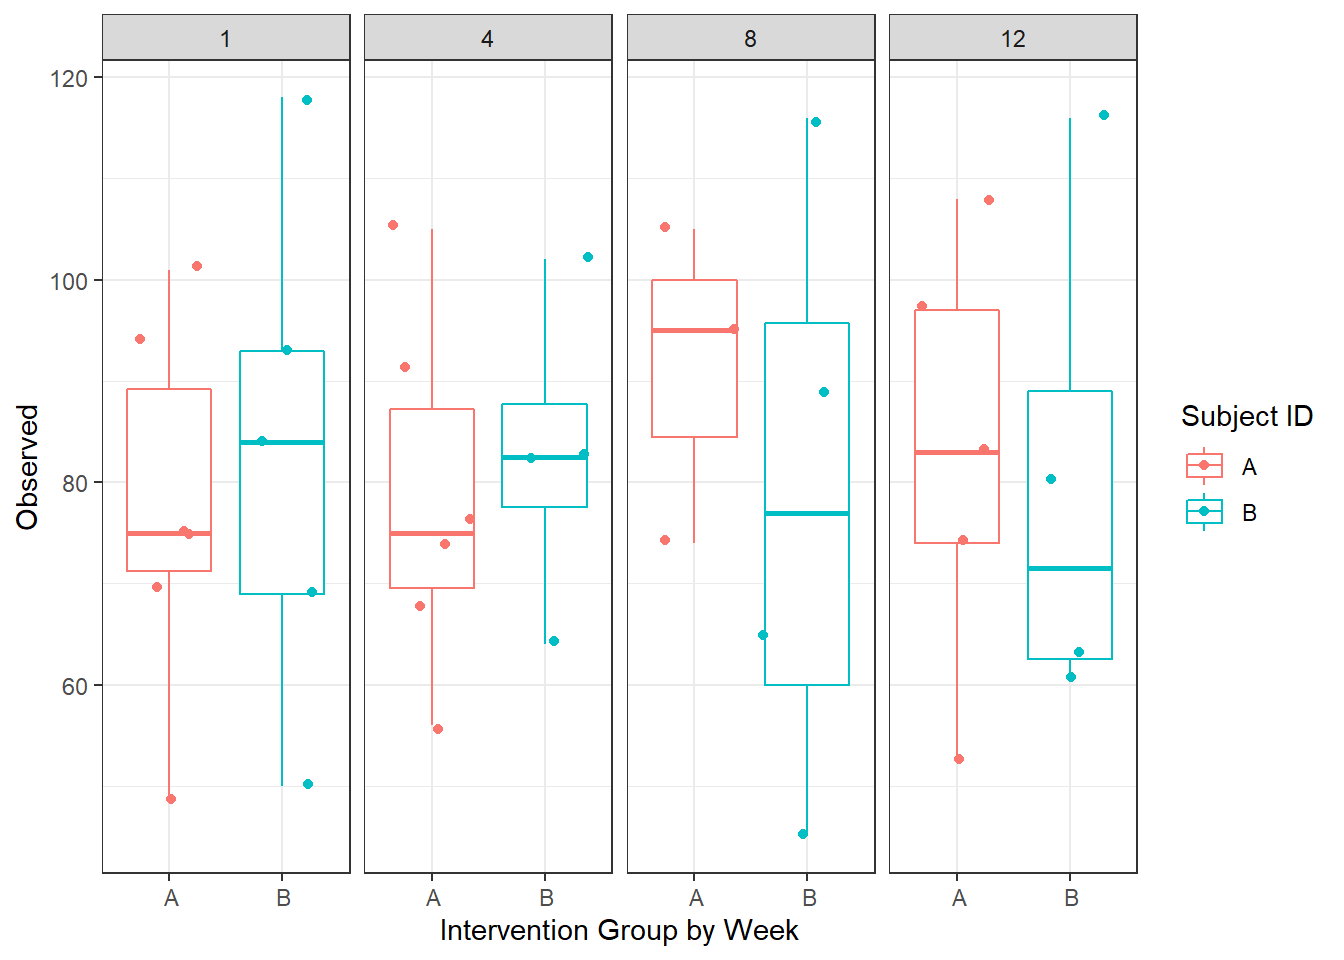 1 4 8 12
120
100
80
60
Observed
A B A B A B A B
Intervention Group by Week
Subject ID
A
B